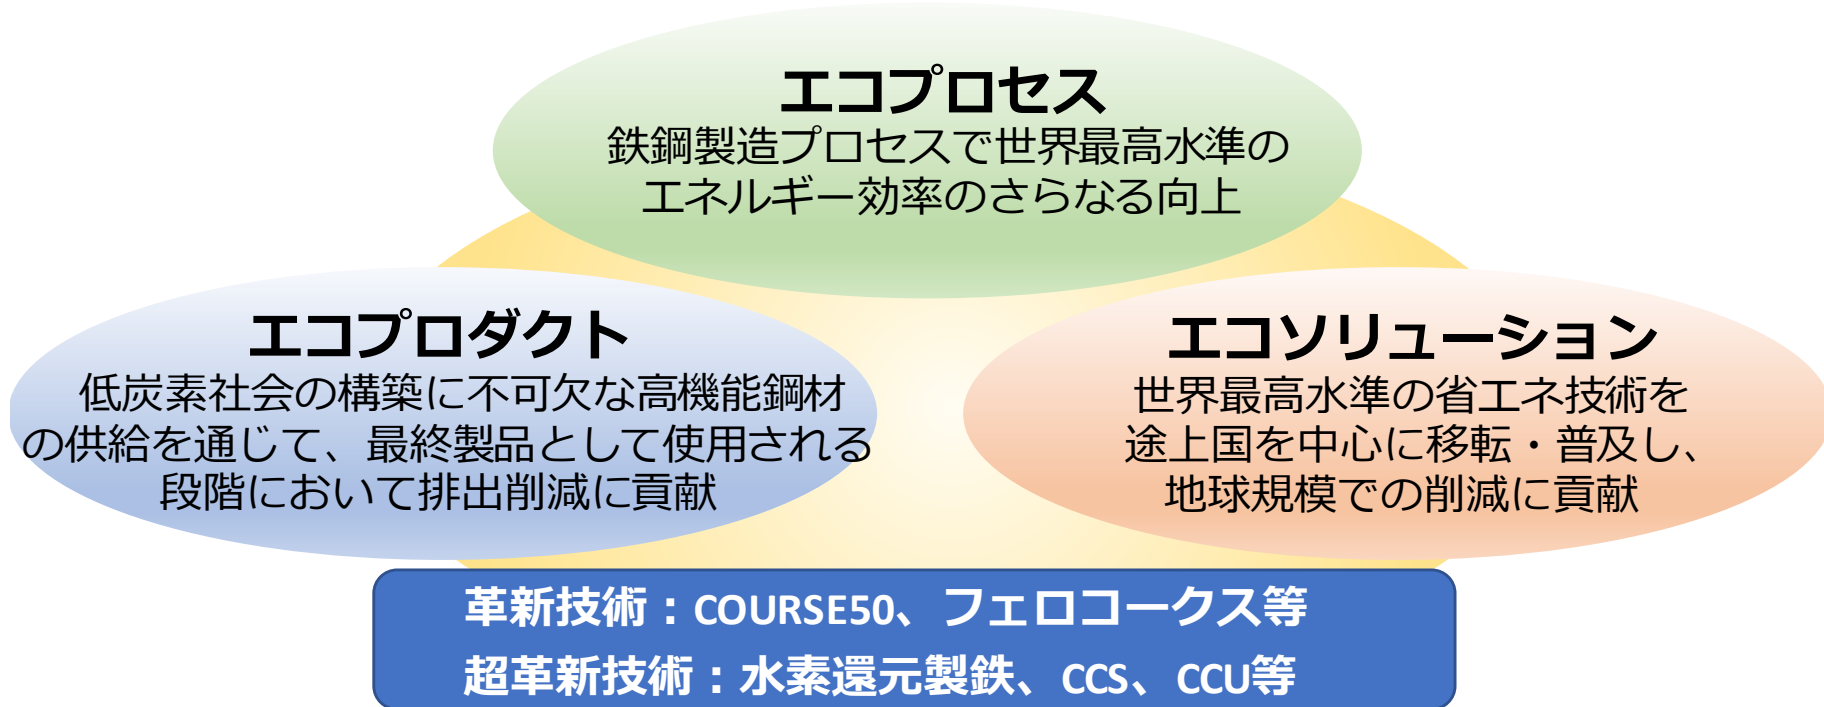 エコプロセス
鉄鋼製造プロセスで世界最高水準の
エネルギー効率のさらなる向上
エコプロダクト
低炭素社会の構築に不可欠な高機能鋼材
の供給を通じて、最終製品として使用される
段階において排出削減に貢献
エコソリューション
世界最高水準の省エネ技術を
途上国を中心に移転・普及し、
地球規模での削減に貢献
革新技術：COURSE50、フェロコークス等
超革新技術：水素還元製鉄、CCS、CCU等